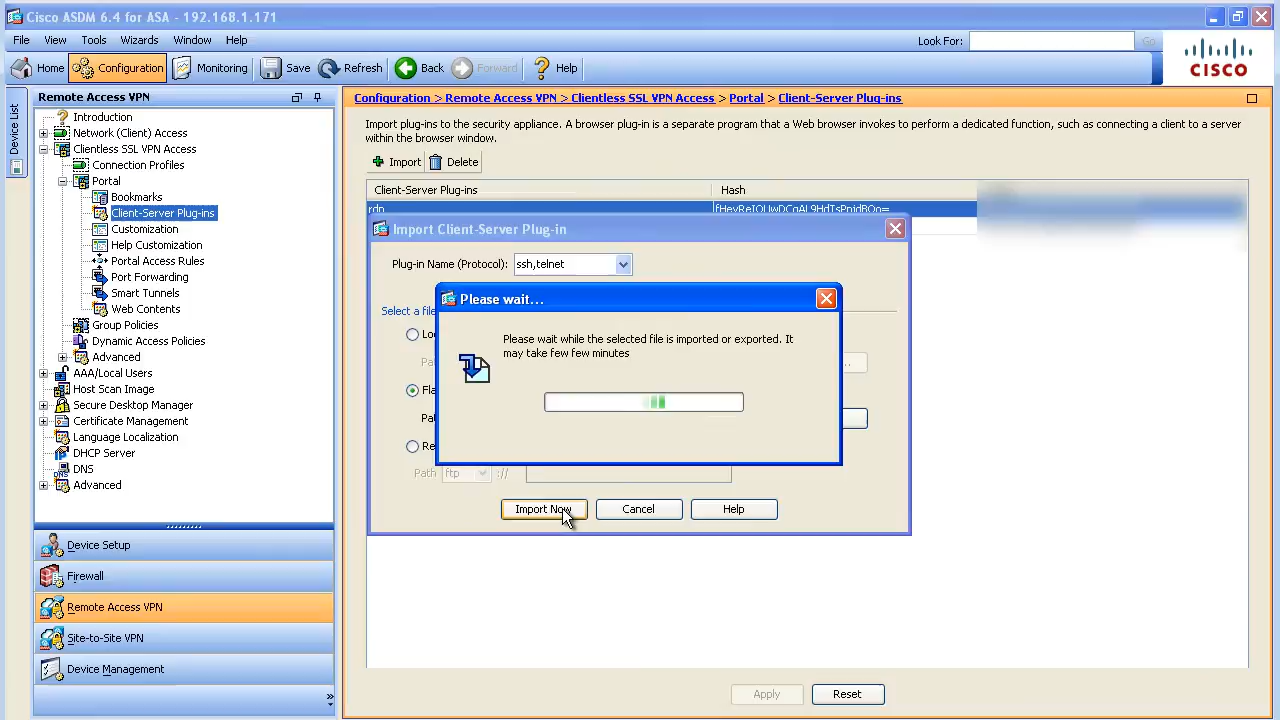 Cisco ASDM 6.4 for ASA - 192.168.1.171
File View Tools Wizards Window Help
Look For: Go
Home Configuration Monitoring Save Refresh Back Forward Help
CISCO
Device List
Remote Access VPN
Introduction
Network (Client) Access
Clientless SSL VPN Access
Connection Profiles
Portal
Bookmarks
Client-Server Plug-ins
Customization
Help Customization
Portal Access Rules
Port Forwarding
Smart Tunnels
Web Contents
Group Policies
Dynamic Access Policies
Advanced
AAA/Local Users
Host Scan Image
Secure Desktop Manager
Certificate Management
Language Localization
DHCP Server
DNS
Advanced
Device Setup
Firewall
Remote Access VPN
Site-to-Site VPN
Device Management
»
Configuration > Remote Access VPN > Clientless SSL VPN Access > Portal > Client-Server Plug-ins
Import plug-ins to the security appliance. A browser plug-in is a separate program that a Web browser invokes to perform a dedicated function, such as connecting a client to a server
within the browser window.
Import Delete
Client-Server Plug-ins Hash
rdp
Import Client-Server Plug-in
Plug-in Name (Protocol): ssh,telnet
Select a file
Please wait...
Please wait while the selected file is imported or exported. It
may take few few minutes
Path ftp ://
Import Now Cancel Help
Apply Reset